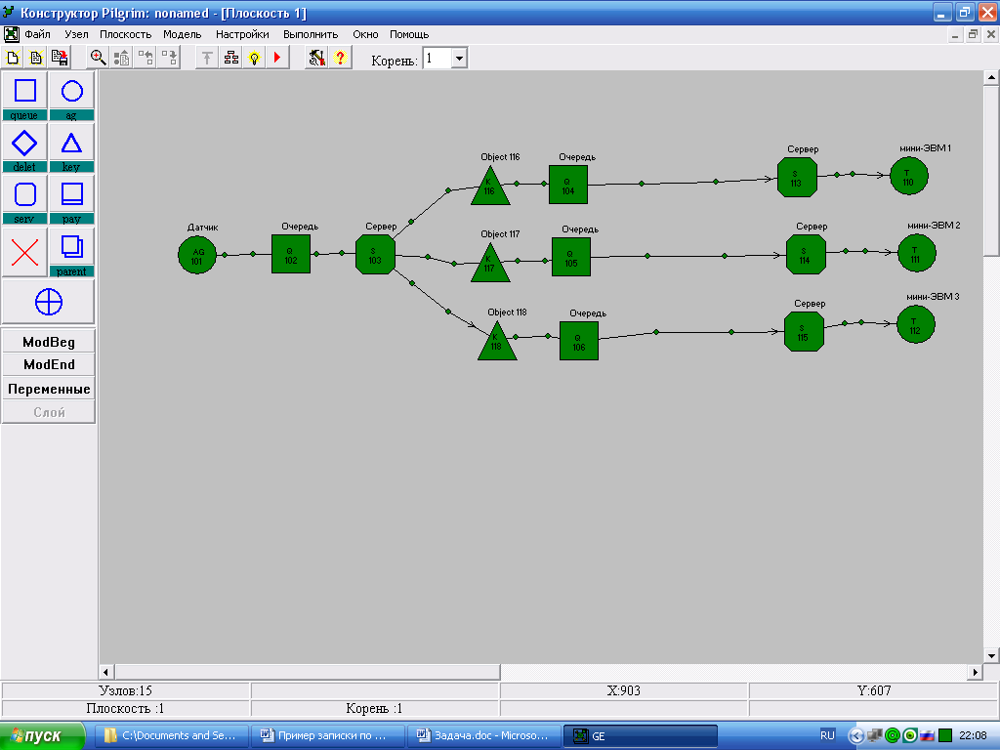 Конструктор Pilgrim: nonamed - [Плоскость 1]
Файл Узел Плоскость Модель Настройки Выполнить Окно Помощь
Корень: 1
queue ag
delet key
serv pay
parent
ModBeg
ModEnd
Переменные
Слой
Object 116 Очередь Сервер мини-ЭВМ 1
K 116 Q 104 S 113 T 110
Датчик Очередь Сервер Object 117 Очередь Сервер мини-ЭВМ 2
AG 101 Q 102 S 103 K 117 Q 105 S 114 T 111
Object 118 Очередь Сервер мини-ЭВМ 3
K 118 Q 106 S 115 T 112
Узлов:15 X:903 Y:607
Плоскость :1 Корень :1
пуск C:\Documents and Se... Пример записки по ... Задача.doc - Microso... GE RU 22:08